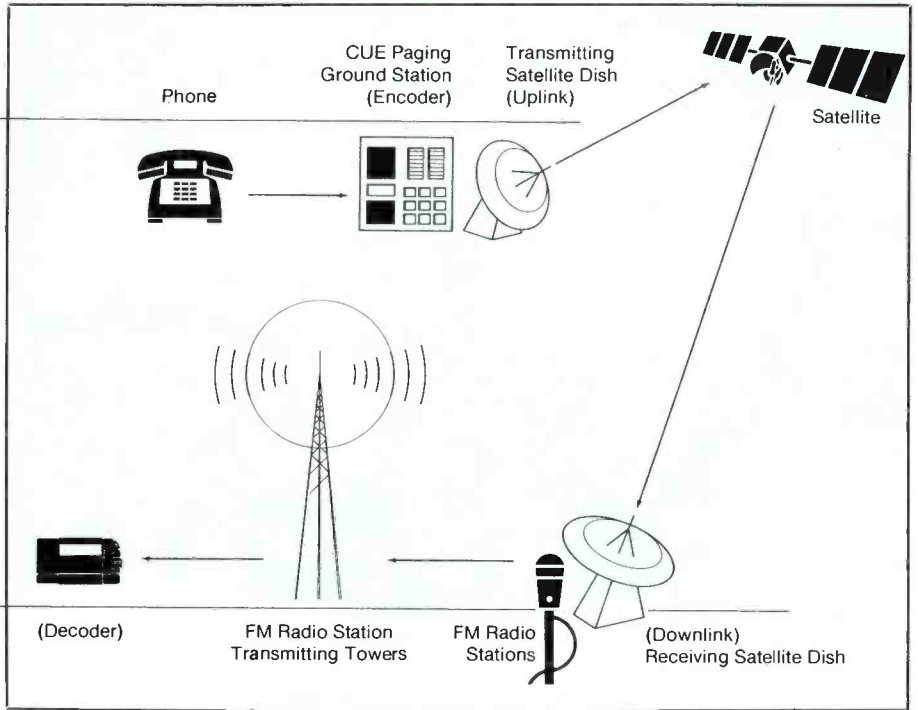 Phone
CUE Paging
Ground Station
(Encoder)
Transmitting
Satellite Dish
(Uplink)
Satellite
(Decoder)
FM Radio Station
Transmitting Towers
FM Radio
Stations
(Downlink)
Receiving Satellite Dish